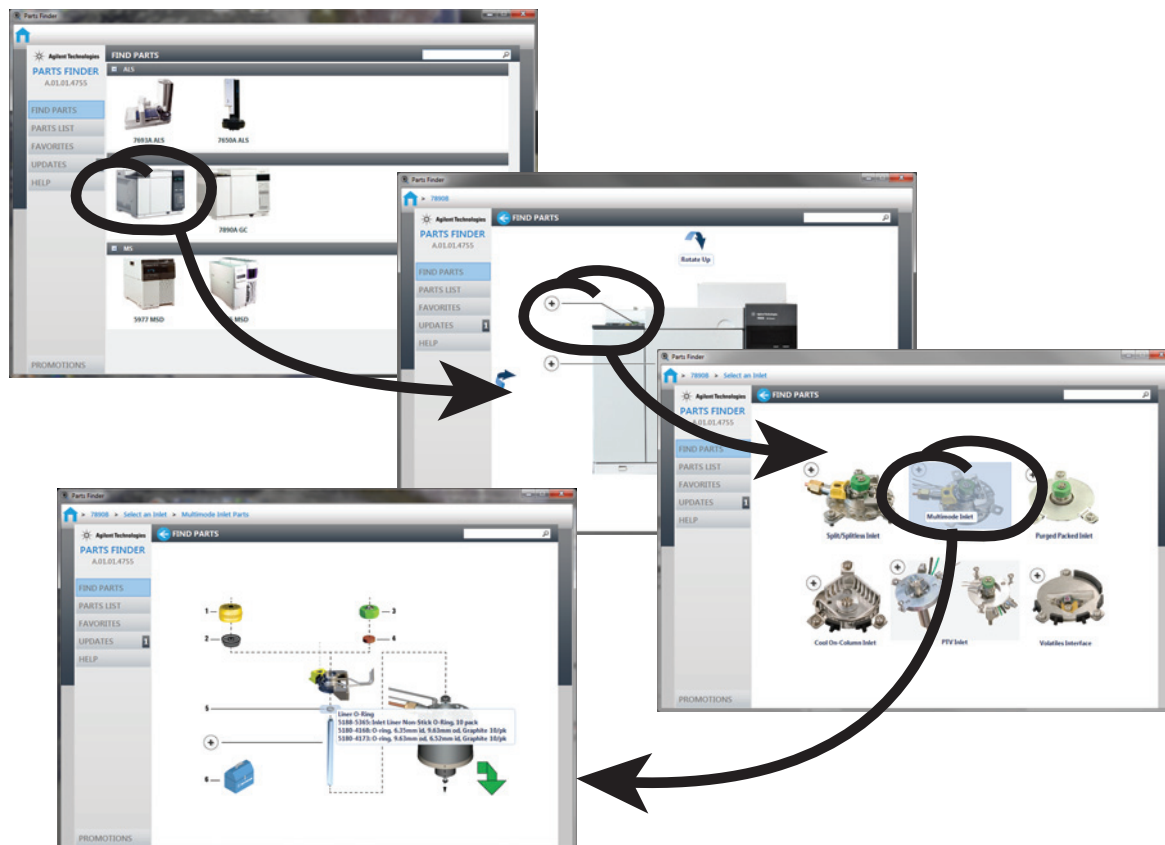 Parts Finder
Agilent Technologies
FIND PARTS
PARTS FINDER
A.01.01.4755
ALS
FIND PARTS
PARTS LIST
FAVORITES
UPDATES
HELP
7693A ALS
7650A ALS
7890A GC
MS
5977 MSD
MSD
PROMOTIONS
Parts Finder
> 7890B
Agilent Technologies
FIND PARTS
PARTS FINDER
A.01.01.4755
Rotate Up
FIND PARTS
PARTS LIST
FAVORITES
UPDATES 1
HELP
Parts Finder
> 7890B > Select an Inlet
Agilent Technologies
FIND PARTS
PARTS FINDER
A.01.01.4755
FIND PARTS
PARTS LIST
FAVORITES
UPDATES 1
HELP
Multimode Inlet
Split/Splitless Inlet
Purged Packed Inlet
Cool On-Column Inlet
PTV Inlet
Volatiles Interface
PROMOTIONS
Parts Finder
> 7890B > Select an Inlet > Multimode Inlet Parts
Agilent Technologies
FIND PARTS
PARTS FINDER
A.01.01.4755
FIND PARTS
PARTS LIST
FAVORITES
UPDATES 1
HELP
1
3
2
4
5
Liner O-Ring
5188-5365: Inlet Liner Non-Stick O-Ring, 10 pack
5180-4168: O ring, 6.35mm id, 9.63mm od, Graphite 10/pk
5180-4173: O ring, 9.63mm od, 6.52mm id, Graphite 10/pk
6
PROMOTIONS